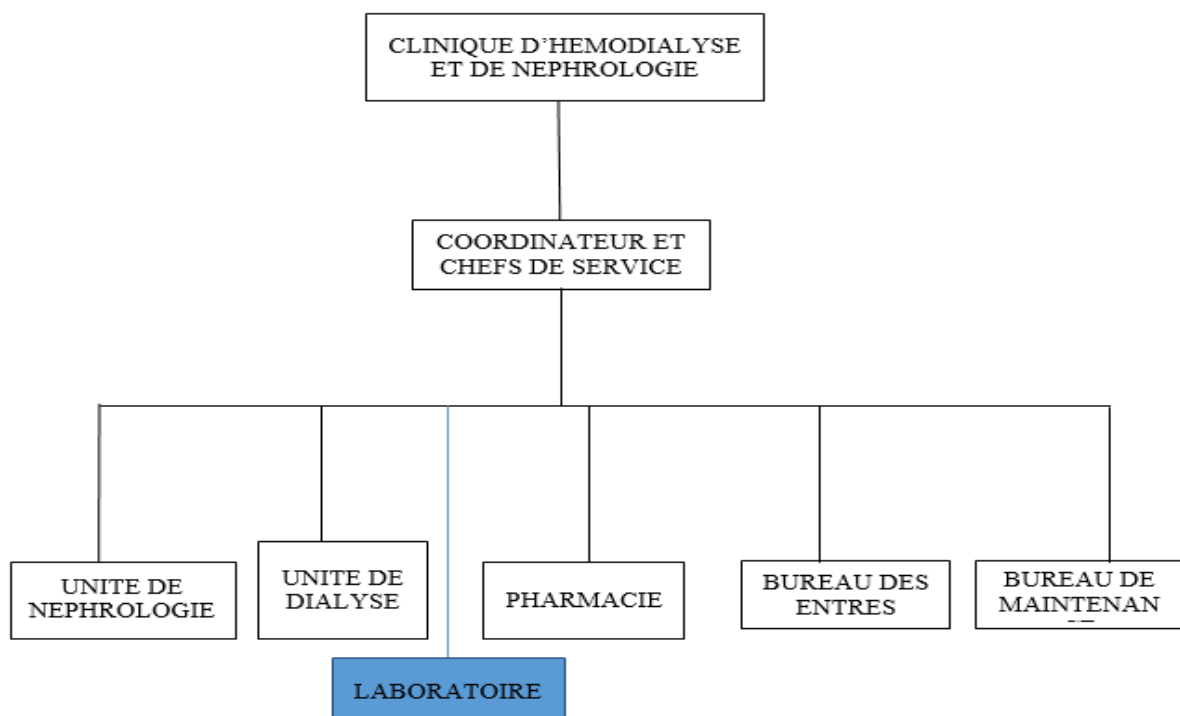 CLINIQUE D’HEMODIALYSE
ET DE NEPHROLOGIE
COORDINATEUR ET
CHEFS DE SERVICE
UNITE DE
NEPHROLOGIE
UNITE DE
DIALYSE
PHARMACIE
BUREAU DES
ENTRES
BUREAU DE
MAINTENAN
LABORATOIRE